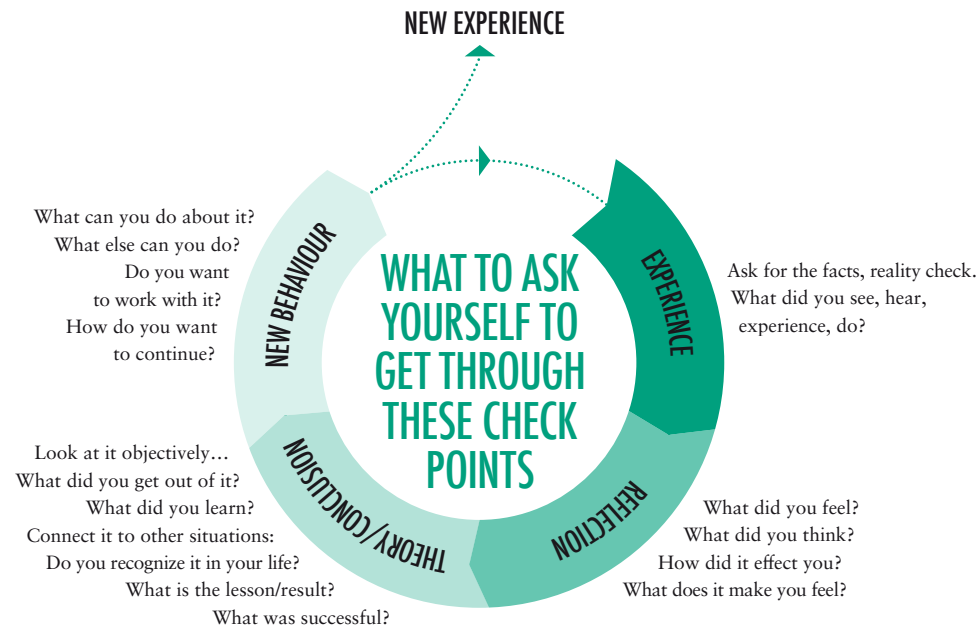 NEW EXPERIENCE
WHAT TO ASK
YOURSELF TO
GET THROUGH
THESE CHECK
POINTS
EXPERIENCE
Ask for the facts, reality check.
What did you see, hear,
experience, do?
REFLECTION
What did you feel?
What did you think?
How did it effect you?
What does it make you feel?
THEORY/CONCLUSION
Look at it objectively…
What did you get out of it?
What did you learn?
Connect it to other situations:
Do you recognize it in your life?
What is the lesson/result?
What was successful?
NEW BEHAVIOUR
What can you do about it?
What else can you do?
Do you want
to work with it?
How do you want
to continue?